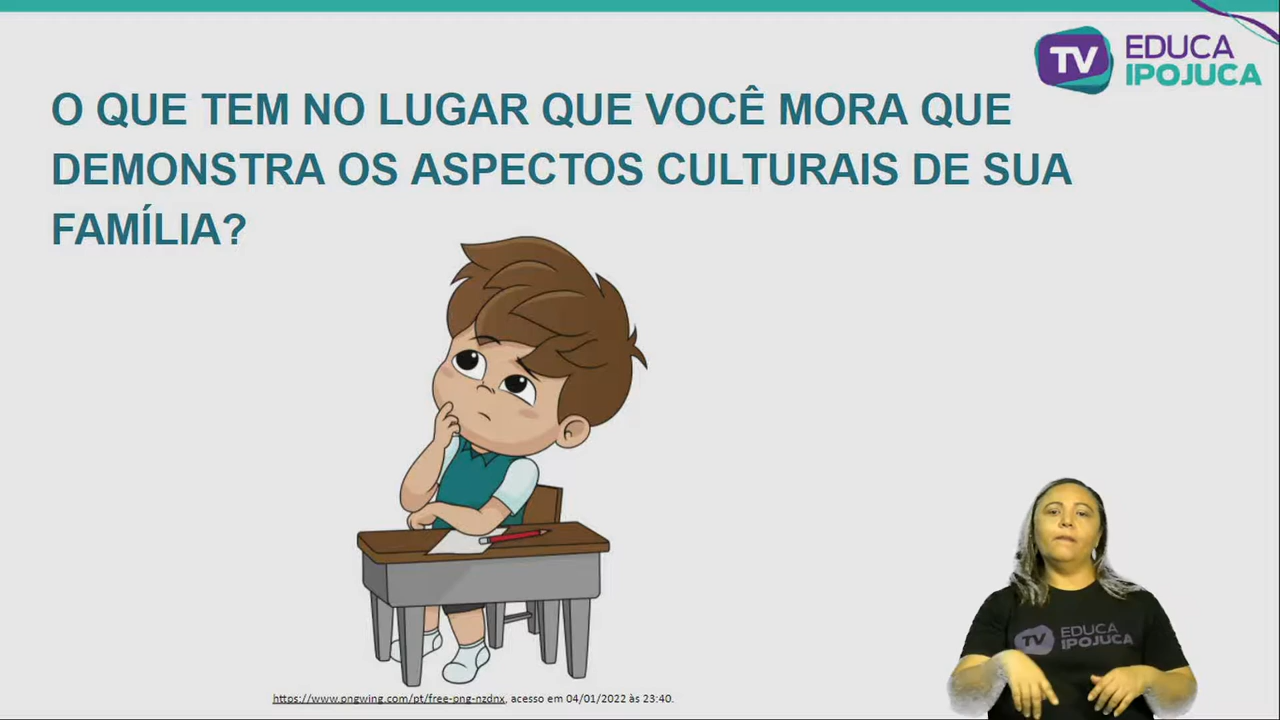 TV EDUCA
IPOJUCA
O QUE TEM NO LUGAR QUE VOCÊ MORA QUE
DEMONSTRA OS ASPECTOS CULTURAIS DE SUA
FAMÍLIA?
TV EDUCA
IPOJUCA
https://www.pngwing.com/pt/free-png-nzdnx, acesso em 04/01/2022 às 23:40.